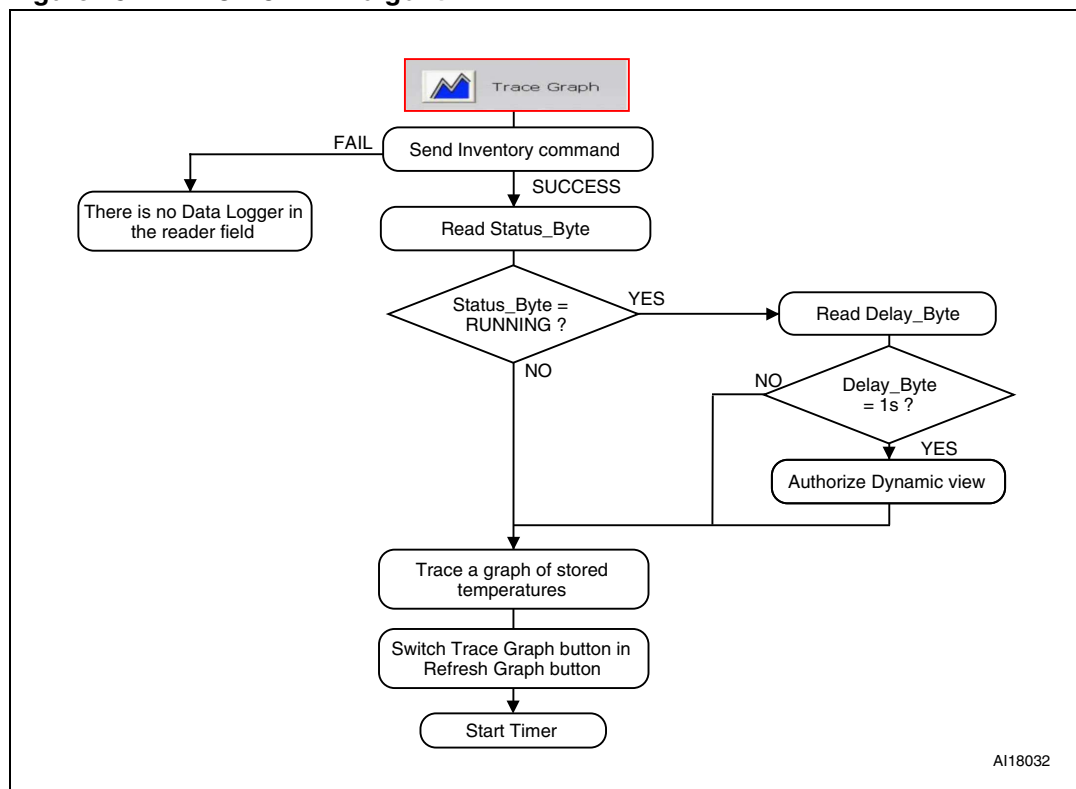 Trace Graph
FAIL
Send Inventory command
SUCCESS
There is no Data Logger in
the reader field
Read Status_Byte
Status_Byte =
RUNNING ?
YES
Read Delay_Byte
NO
NO
Delay_Byte
= 1s ?
YES
Authorize Dynamic view
Trace a graph of stored
temperatures
Switch Trace Graph button in
Refresh Graph button
Start Timer
AI18032